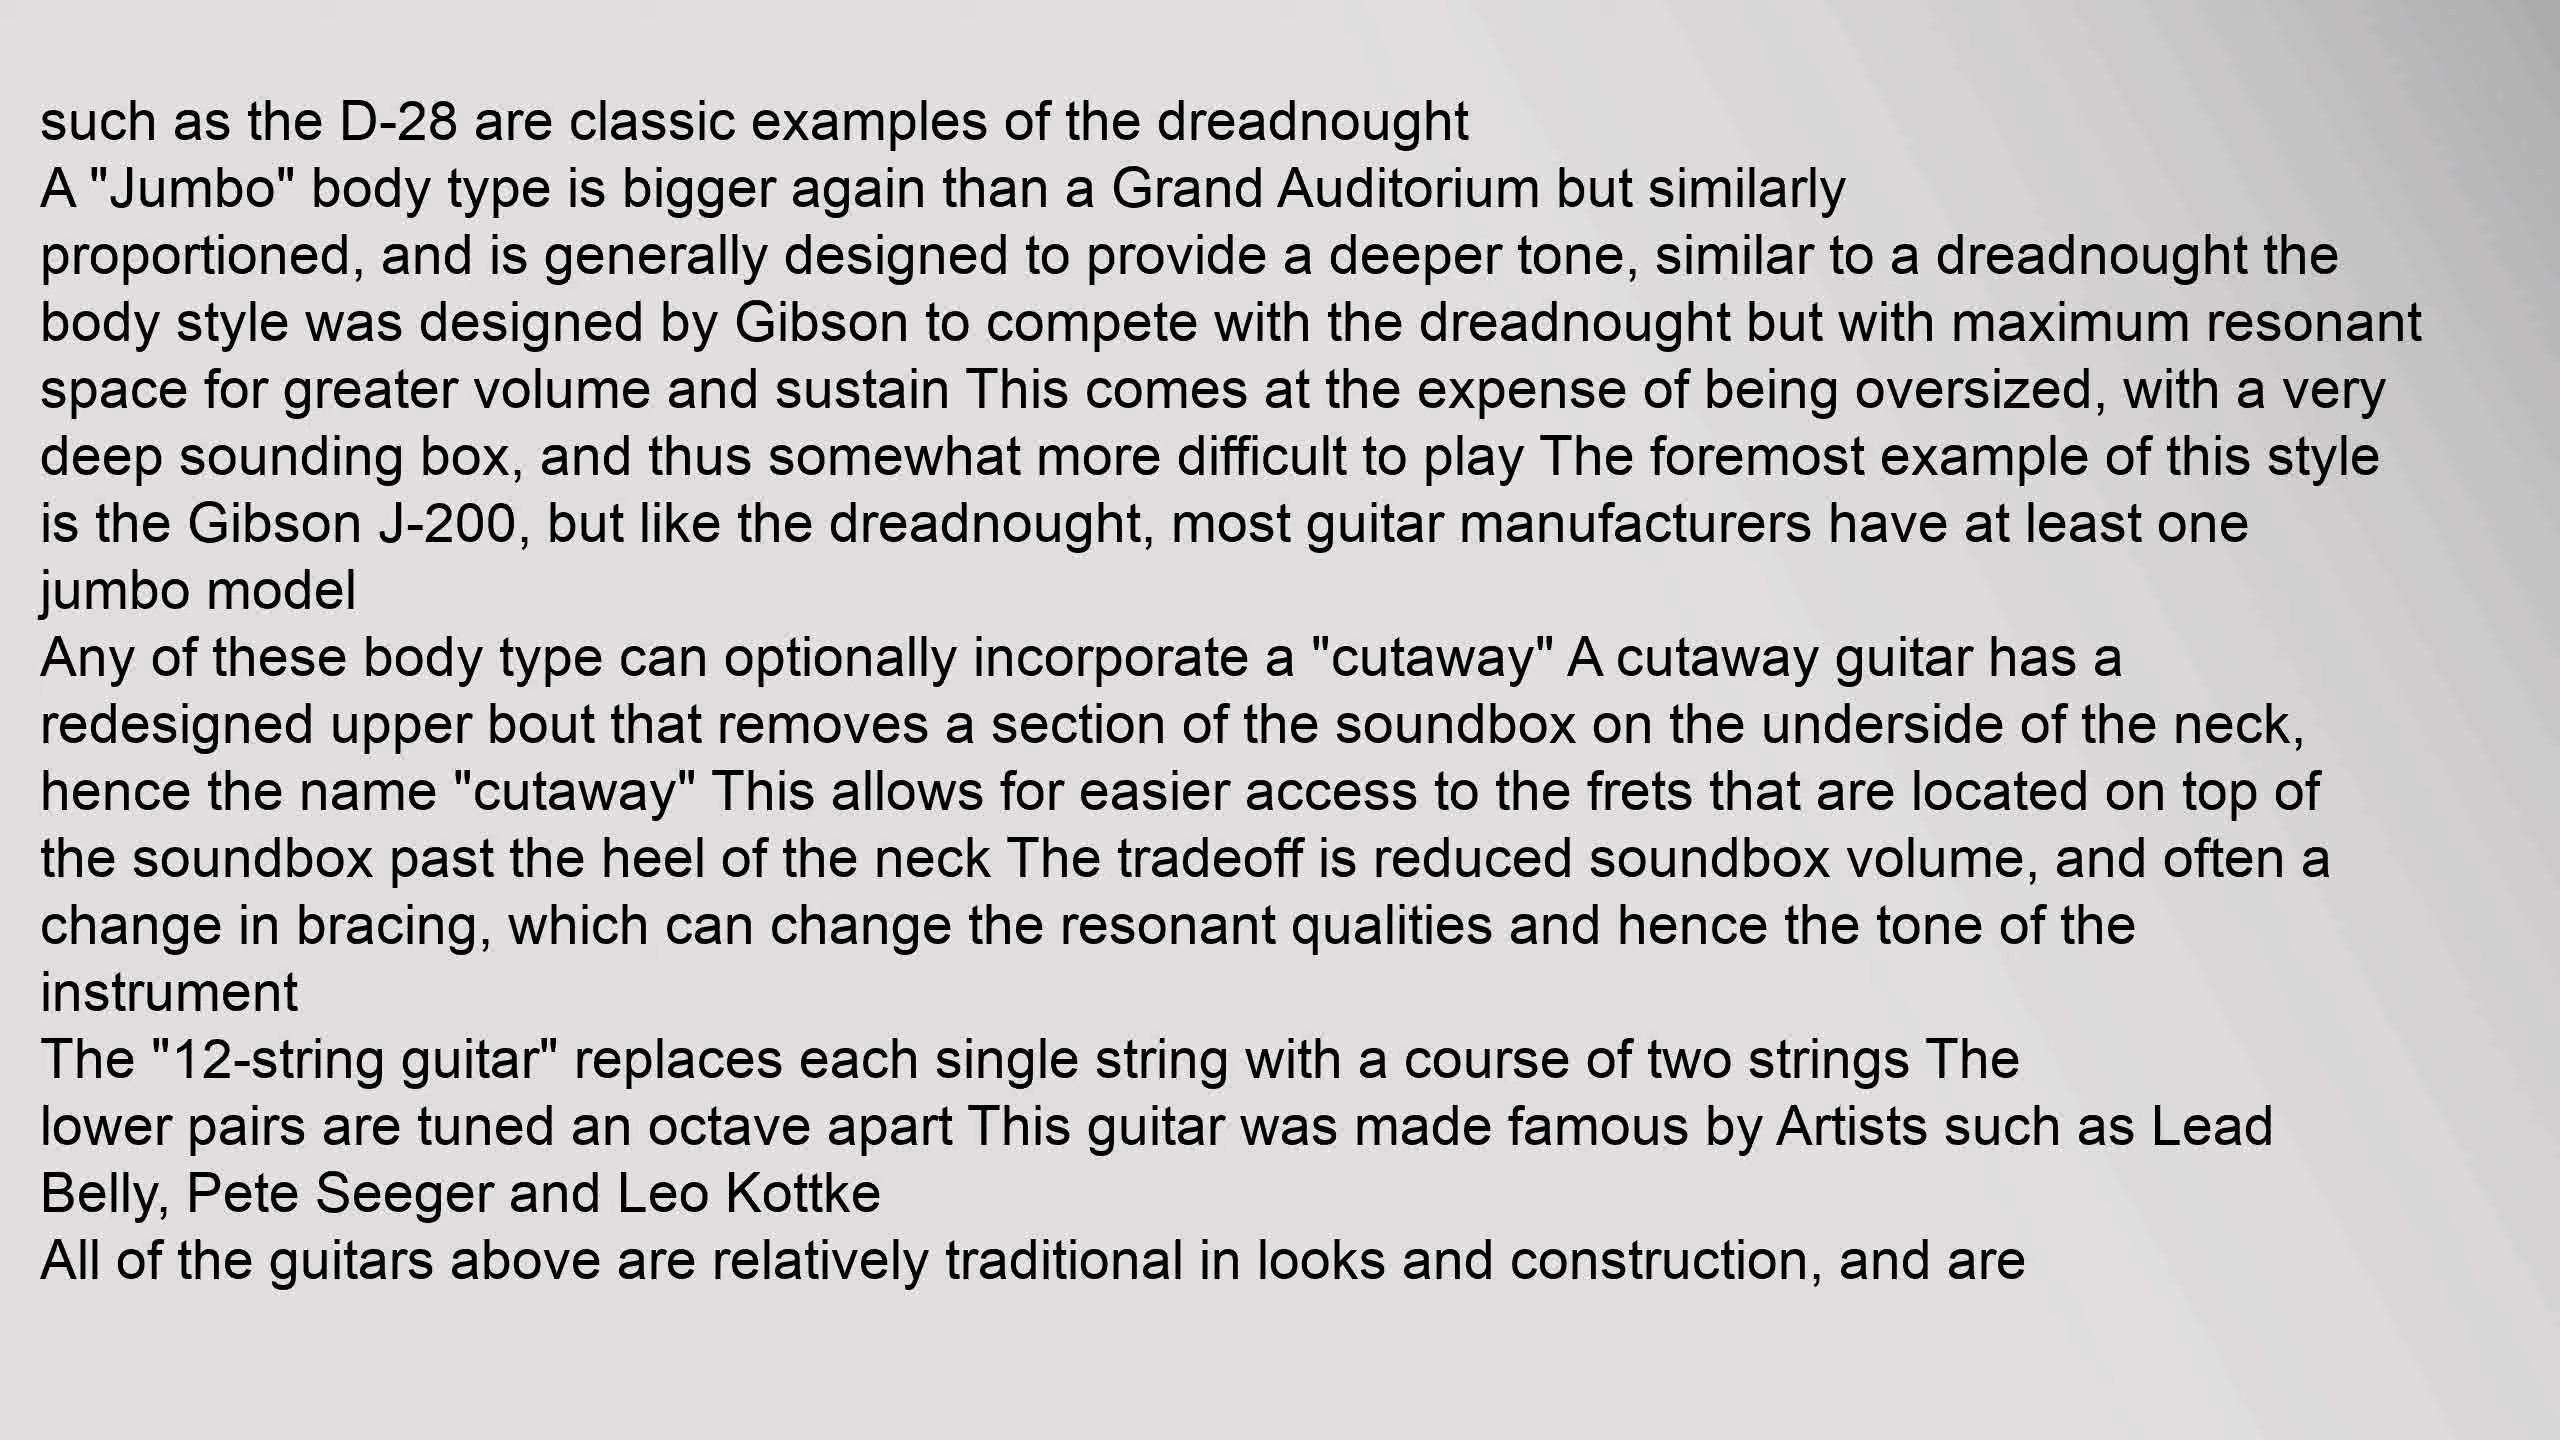 such as the D-28 are classic examples of the dreadnought
A "Jumbo" body type is bigger again than a Grand Auditorium but similarly
proportioned, and is generally designed to provide a deeper tone, similar to a dreadnought the
body style was designed by Gibson to compete with the dreadnought but with maximum resonant
space for greater volume and sustain This comes at the expense of being oversized, with a very
deep sounding box, and thus somewhat more difficult to play The foremost example of this style
is the Gibson J-200, but like the dreadnought, most guitar manufacturers have at least one
jumbo model
Any of these body type can optionally incorporate a "cutaway" A cutaway guitar has a
redesigned upper bout that removes a section of the soundbox on the underside of the neck,
hence the name "cutaway" This allows for easier access to the frets that are located on top of
the soundbox past the heel of the neck The tradeoff is reduced soundbox volume, and often a
change in bracing, which can change the resonant qualities and hence the tone of the
instrument
The "12-string guitar" replaces each single string with a course of two strings The
lower pairs are tuned an octave apart This guitar was made famous by Artists such as Lead
Belly, Pete Seeger and Leo Kottke
All of the guitars above are relatively traditional in looks and construction, and are